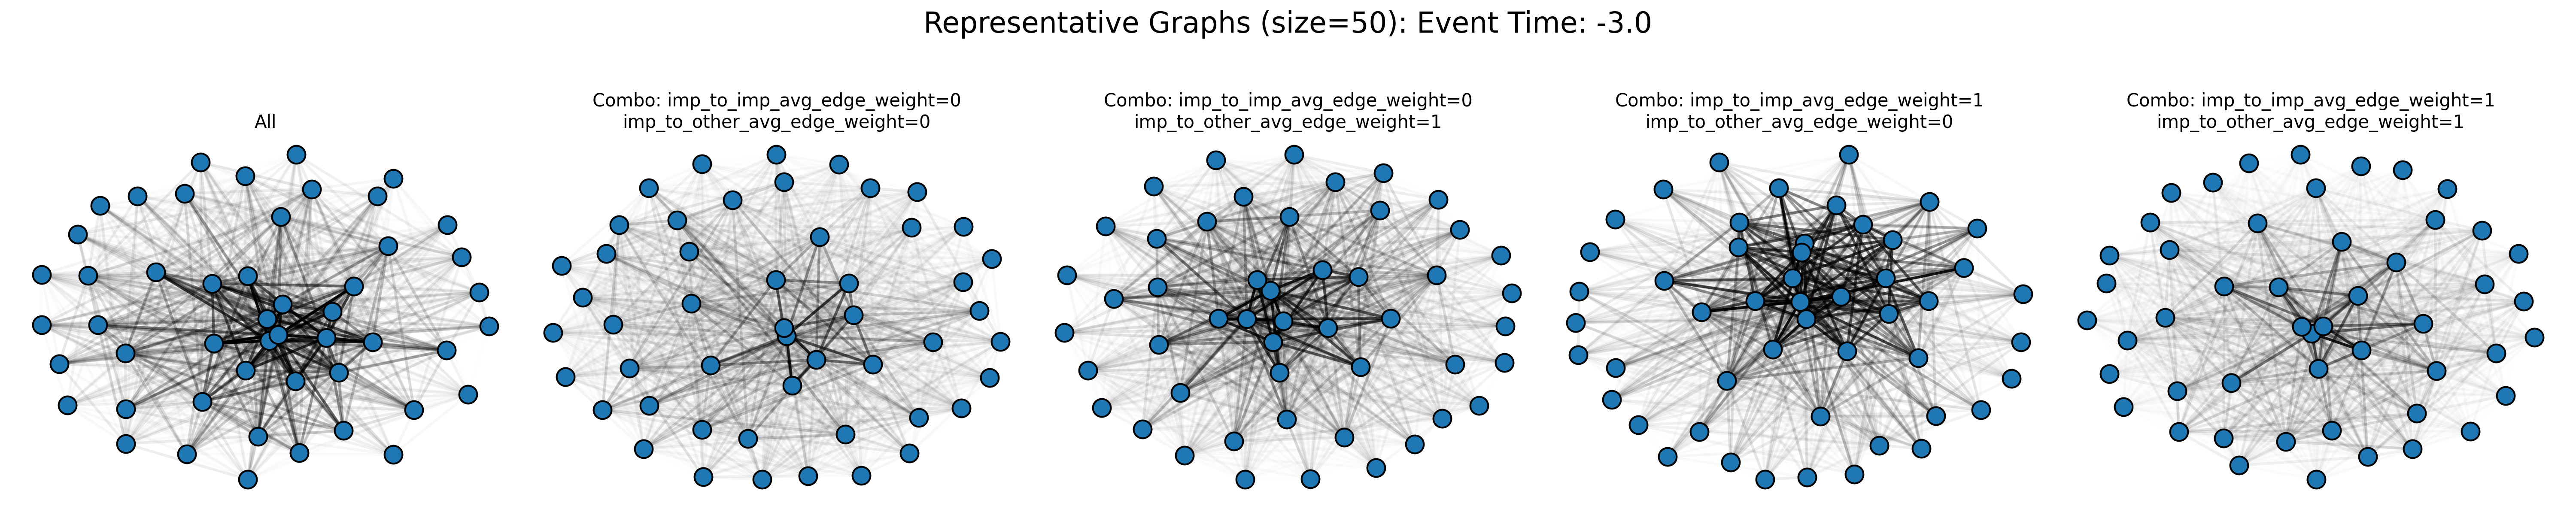 Representative Graphs (size=50): Event Time: -3.0
All
Combo: imp_to_imp_avg_edge_weight=0
imp_to_other_avg_edge_weight=0
Combo: imp_to_imp_avg_edge_weight=0
imp_to_other_avg_edge_weight=1
Combo: imp_to_imp_avg_edge_weight=1
imp_to_other_avg_edge_weight=0
Combo: imp_to_imp_avg_edge_weight=1
imp_to_other_avg_edge_weight=1